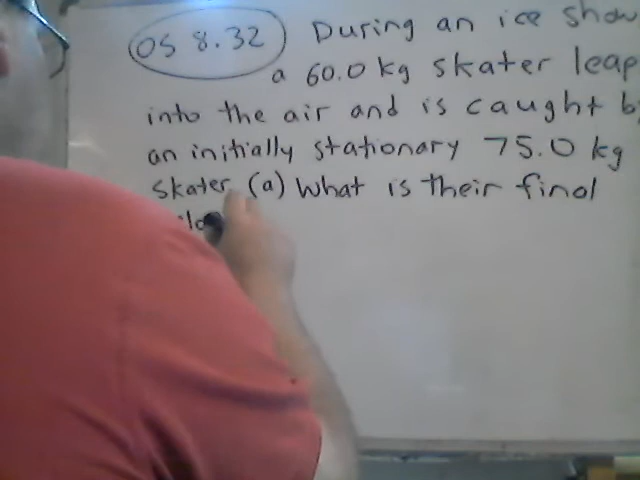 OS 8.32 During an ice show
a 60.0 kg skater leap
into the air and is caught
an initially stationary 75.0 kg
skater. (a) What is their final